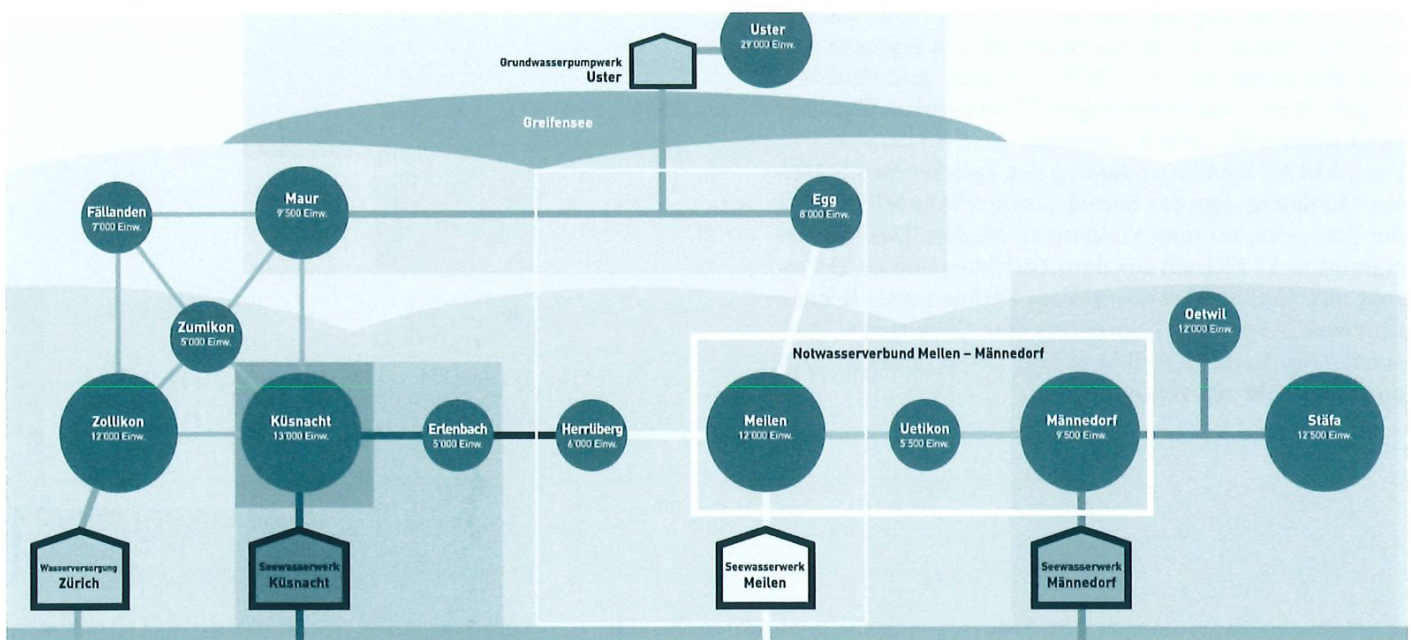 Uster
29'000 Einw.
Grundwasserpumpwerk
Uster
Greifensee
Fällanden
7'000 Einw.
Maur
9'500 Einw.
Egg
8'000 Einw.
Zumikon
5'000 Einw.
Oetwil
12'000 Einw.
Notwasserverbund Meilen – Männedorf
Zollikon
12'000 Einw.
Küsnacht
13'000 Einw.
Erlenbach
5'000 Einw.
Herrliberg
6'000 Einw.
Meilen
12'000 Einw.
Uetikon
5'500 Einw.
Männedorf
9'500 Einw.
Stäfa
12'500 Einw.
Wasserversorgung
Zürich
Seewasserwerk
Küsnacht
Seewasserwerk
Meilen
Seewasserwerk
Männedorf